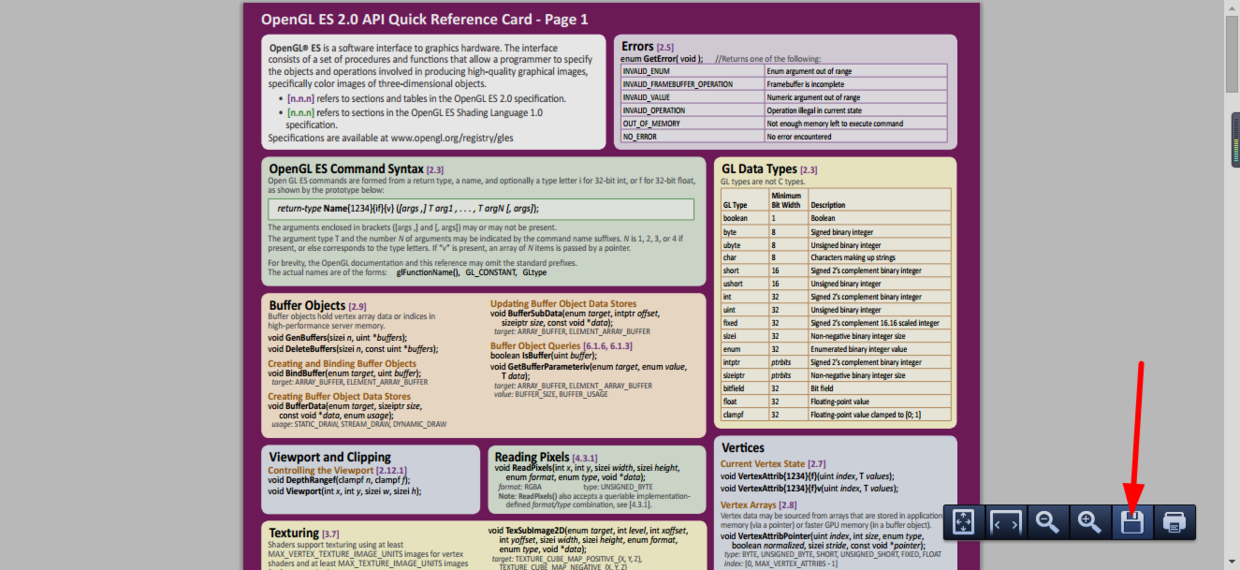 OpenGL ES 2.0 API Quick Reference Card - Page 1
OpenGL® ES is a software interface to graphics hardware. The interface
consists of a set of procedures and functions that allow a programmer to specify
the objects and operations involved in producing high-quality graphical images,
specifically color images of three-dimensional objects.
• [n.n.n] refers to sections and tables in the OpenGL ES 2.0 specification.
• [n.n.n] refers to sections in the OpenGL ES Shading Language 1.0
specification.
Specifications are available at www.opengl.org/registry/gles
Errors [2.5]
enum GetError( void ); //Returns one of the following:
INVALID_ENUM Enum argument out of range
INVALID_FRAMEBUFFER_OPERATION Framebuffer is incomplete
INVALID_VALUE Numeric argument out of range
INVALID_OPERATION Operation illegal in current state
OUT_OF_MEMORY Not enough memory left to execute command
NO_ERROR No error encountered
OpenGL ES Command Syntax [2.3]
Open GL ES commands are formed from a return type, a name, and optionally a type letter i for 32-bit int, or f for 32-bit float,
as shown by the prototype below:
return-type Name{1234}{if}{v} ([args ,] T arg1 , . . . , T argN [, args]);
The arguments enclosed in brackets ([args ,] and [, args]) may or may not be present.
The argument type T and the number N of arguments may be indicated by the command name suffixes. N is 1, 2, 3, or 4 if
present, or else corresponds to the type letters. If "v" is present, an array of N items is passed by a pointer.
For brevity, the OpenGL documentation and this reference may omit the standard prefixes.
The actual names are of the forms: glFunctionName(), GL_CONSTANT, GLtype
GL Data Types [2.3]
GL types are not C types.
GL Type Minimum Bit Width Description
boolean 1 Boolean
byte 8 Signed binary integer
ubyte 8 Unsigned binary integer
char 8 Characters making up strings
short 16 Signed 2's complement binary integer
ushort 16 Unsigned binary integer
int 32 Signed 2's complement binary integer
uint 32 Unsigned binary integer
fixed 32 Signed 2's complement 16.16 scaled integer
sizei 32 Non-negative binary integer size
enum 32 Enumerated binary integer value
intptr ptrbits Signed 2's complement binary integer
sizeiptr ptrbits Non-negative binary integer size
bitfield 32 Bit field
float 32 Floating-point value
clampf 32 Floating-point value clamped to [0; 1]
Buffer Objects [2.9]
Buffer objects hold vertex array data or indices in
high-performance server memory.
void GenBuffers(sizei n, uint *buffers);
void DeleteBuffers(sizei n, const uint *buffers);
Creating and Binding Buffer Objects
void BindBuffer(enum target, uint buffer);
target: ARRAY_BUFFER, ELEMENT_ARRAY_BUFFER
Creating Buffer Object Data Stores
void BufferData(enum target, sizeiptr size,
const void *data, enum usage);
usage: STATIC_DRAW, STREAM_DRAW, DYNAMIC_DRAW
Updating Buffer Object Data Stores
void BufferSubData(enum target, intptr offset,
sizeiptr size, const void *data);
target: ARRAY_BUFFER, ELEMENT_ARRAY_BUFFER
Buffer Object Queries [6.1.6, 6.1.3]
boolean IsBuffer(uint buffer);
void GetBufferParameteriv(enum target, enum value,
T data);
target: ARRAY_BUFFER, ELEMENT_ARRAY_BUFFER
value: BUFFER_SIZE, BUFFER_USAGE
Viewport and Clipping
Controlling the Viewport [2.12.1]
void DepthRangef(clampf n, clampf f);
void Viewport(int x, int y, sizei w, sizei h);
Reading Pixels [4.3.1]
void ReadPixels(int x, int y, sizei width, sizei height,
enum format, enum type, void *data);
format: RGBA type: UNSIGNED_BYTE
Note: ReadPixels() also accepts a queriable implementation-
defined format/type combination, see [4.3.1].
Vertices
Current Vertex State [2.7]
void VertexAttrib{1234}{f}(uint index, T values);
void VertexAttrib{1234}{f}v(uint index, T values);
Vertex Arrays [2.8]
Vertex data may be sourced from arrays that are stored in application
memory (via a pointer) or faster GPU memory (in a buffer object).
void VertexAttribPointer(uint index, int size, enum type,
boolean normalized, sizei stride, const void *pointer);
type: BYTE, UNSIGNED_BYTE, SHORT, UNSIGNED_SHORT, FIXED, FLOAT
index: [0, MAX_VERTEX_ATTRIBS - 1]
Texturing [3.7]
Shaders support texturing using at least
MAX_VERTEX_TEXTURE_IMAGE_UNITS images for vertex
shaders and at least MAX_TEXTURE_IMAGE_UNITS images
void TexSubImage2D(enum target, int level, int xoffset,
int yoffset, sizei width, sizei height, enum format,
enum type, void *data);
target: TEXTURE_CUBE_MAP_POSITIVE_{X, Y, Z},
TEXTURE_CUBE_MAP_NEGATIVE_{X, Y, Z}